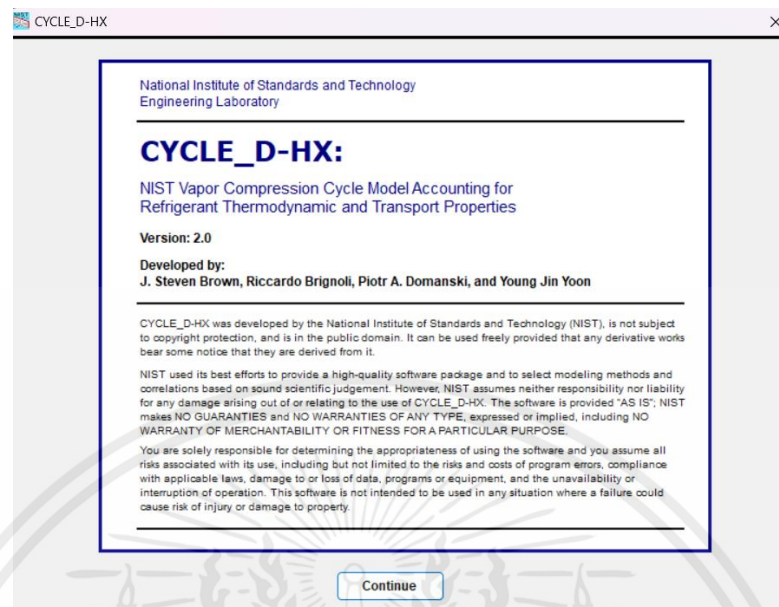 CYCLE_D-HX
National Institute of Standards and Technology
Engineering Laboratory
CYCLE_D-HX:
NIST Vapor Compression Cycle Model Accounting for
Refrigerant Thermodynamic and Transport Properties
Version: 2.0
Developed by:
J. Steven Brown, Riccardo Brignoli, Piotr A. Domanski, and Young Jin Yoon
CYCLE_D-HX was developed by the National Institute of Standards and Technology (NIST), is not subject
to copyright protection, and is in the public domain. It can be used freely provided that any derivative works
bear some notice that they are derived from it.
NIST used its best efforts to provide a high-quality software package and to select modeling methods and
correlations based on sound scientific judgement. However, NIST assumes neither responsibility nor liability
for any damage arising out of or relating to the use of CYCLE_D-HX. The software is provided "AS IS"; NIST
makes NO GUARANTIES and NO WARRANTIES OF ANY TYPE, expressed or implied, including NO
WARRANTY OF MERCHANTABILITY OR FITNESS FOR A PARTICULAR PURPOSE.
You are solely responsible for determining the appropriateness of using the software and you assume all
risks associated with its use, including but not limited to the risks and costs of program errors, compliance
with applicable laws, damage to or loss of data, programs or equipment, and the unavailability or
interruption of operation. This software is not intended to be used in any situation where a failure could
cause risk of injury or damage to property.
Continue